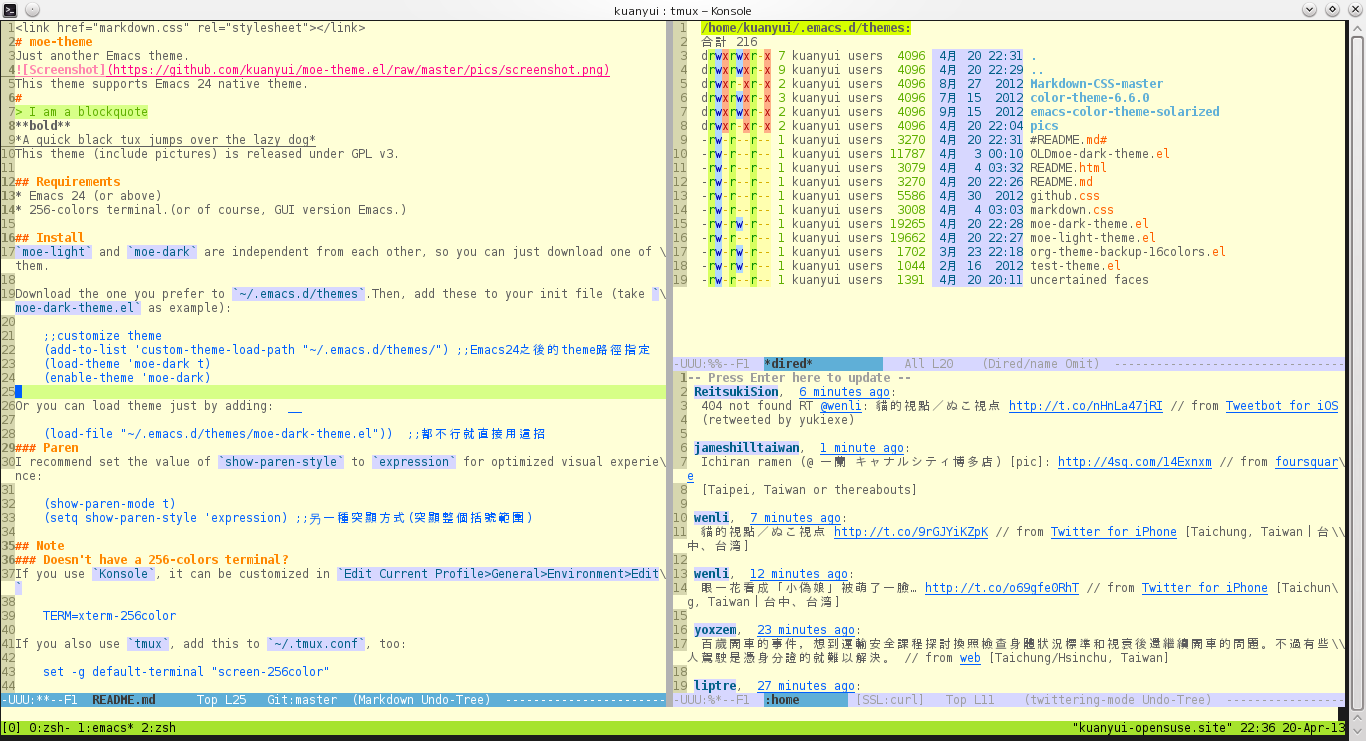 kuanyui : tmux – Konsole
1 <link href="markdown.css" rel="stylesheet"></link>
2 # moe-theme
3 Just another Emacs theme.
4 ![Screenshot](https://github.com/kuanyui/moe-theme.el/raw/master/pics/screenshot.png)
5 This theme supports Emacs 24 native theme.
6 #
7 > I am a blockquote
8 **bold**
9 *A quick black tux jumps over the lazy dog*
10 This theme (include pictures) is released under GPL v3.
11
12 ## Requirements
13 * Emacs 24 (or above)
14 * 256-colors terminal.(or of course, GUI version Emacs.)
15
16 ## Install
17 `moe-light` and `moe-dark` are independent from each other, so you can just download one of \
them.
18
19 Download the one you prefer to `~/.emacs.d/themes`.Then, add these to your init file (take `\
moe-dark-theme.el` as example):
20
21 ;;customize theme
22 (add-to-list 'custom-theme-load-path "~/.emacs.d/themes/") ;;Emacs24之後的theme路徑指定
23 (load-theme 'moe-dark t)
24 (enable-theme 'moe-dark)
25
26 Or you can load theme just by adding:
27
28 (load-file "~/.emacs.d/themes/moe-dark-theme.el")) ;;都不行就直接用這招
29 ### Paren
30 I recommend set the value of `show-paren-style` to `expression` for optimized visual experie\
nce:
31
32 (show-paren-mode t)
33 (setq show-paren-style 'expression) ;;另一種突顯方式(突顯整個括號範圍)
34
35 ## Note
36 ### Doesn't have a 256-colors terminal?
37 If you use `Konsole`, it can be customized in `Edit Current Profile>General>Environment>Edit\
`
38
39 TERM=xterm-256color
40
41 If you also use `tmux`, add this to `~/.tmux.conf`, too:
42
43 set -g default-terminal "screen-256color"
44
-UUU:**--F1 README.md Top L25 Git:master (Markdown Undo-Tree) -----------------------
1 /home/kuanyui/.emacs.d/themes:
2 合計 216
3 drwxrwxr-x 7 kuanyui users 4096 4月 20 22:31 .
4 drwxrwxr-x 9 kuanyui users 4096 4月 20 22:29 ..
5 drwxr-xr-x 2 kuanyui users 4096 8月 27 2012 Markdown-CSS-master
6 drwxrwxr-x 3 kuanyui users 4096 7月 15 2012 color-theme-6.6.0
7 drwxr-xr-x 2 kuanyui users 4096 9月 15 2012 emacs-color-theme-solarized
8 drwxr-xr-x 2 kuanyui users 4096 4月 20 22:04 pics
9 -rw-r--r-- 1 kuanyui users 4096 4月 20 22:31 #README.md#
10 -rw-r--r-- 1 kuanyui users 11787 4月 3 00:10 OLDmoe-dark-theme.el
11 -rw-r--r-- 1 kuanyui users 3079 4月 4 03:32 README.html
12 -rw-r--r-- 1 kuanyui users 3270 4月 20 22:26 README.md
13 -rw-r--r-- 1 kuanyui users 5586 4月 30 2012 github.css
14 -rw-r--r-- 1 kuanyui users 3008 4月 4 03:03 markdown.css
15 -rw-rw-r-- 1 kuanyui users 19265 4月 20 22:28 moe-dark-theme.el
16 -rw-r--r-- 1 kuanyui users 19662 4月 20 22:27 moe-light-theme.el
17 -rw-rw-r-- 1 kuanyui users 1702 3月 23 22:18 org-theme-backup-16colors.el
18 -rw-rw-r-- 1 kuanyui users 1044 2月 16 2012 test-theme.el
19 -rw-r--r-- 1 kuanyui users 1391 4月 20 20:11 uncertained faces
-UUU:%%--F1 *dired* All L20 (Dired/name Omit) ---------------------------------
1 -- Press Enter here to update --
2 ReitsukiSion, 6 minutes ago:
3 404 not found RT @wenli: 貓的視點／ぬこ視点 http://t.co/nHnLa47jRI // from Tweetbot for iOS
4 (retweeted by yukiexe)
5
6 jameshilltaiwan, 1 minute ago:
7 Ichiran ramen (@ 一蘭 キャナルシティ博多店) [pic]: http://4sq.com/14Exnxm // from foursquar\
e
8 [Taipei, Taiwan or thereabouts]
9
10 wenli, 7 minutes ago:
11 貓的視點／ぬこ視点 http://t.co/9rGJYiKZpK // from Twitter for iPhone [Taichung, Taiwan|台\
中、台湾]
12
13 wenli, 12 minutes ago:
14 眼一花看成「小偽娘」被萌了一臉… http://t.co/o69gfe0RhT // from Twitter for iPhone [Taichun\
g, Taiwan|台中、台湾]
15
16 yoxzem, 23 minutes ago:
17 百歲開車的事件，想到運輸安全課程探討換照檢查身體狀況標準和視衰後還繼續開車的問題。不過有些\
人駕駛是憑身分證的就難以解決。 // from web [Taichung/Hsinchu, Taiwan]
18
19 liptre, 27 minutes ago:
-UUU:%*--F1 :home [SSL:curl] Top L11 (twittering-mode Undo-Tree) ------------------
[0] 0:zsh- 1:emacs* 2:zsh "kuanyui-opensuse.site" 22:36 20-Apr-13